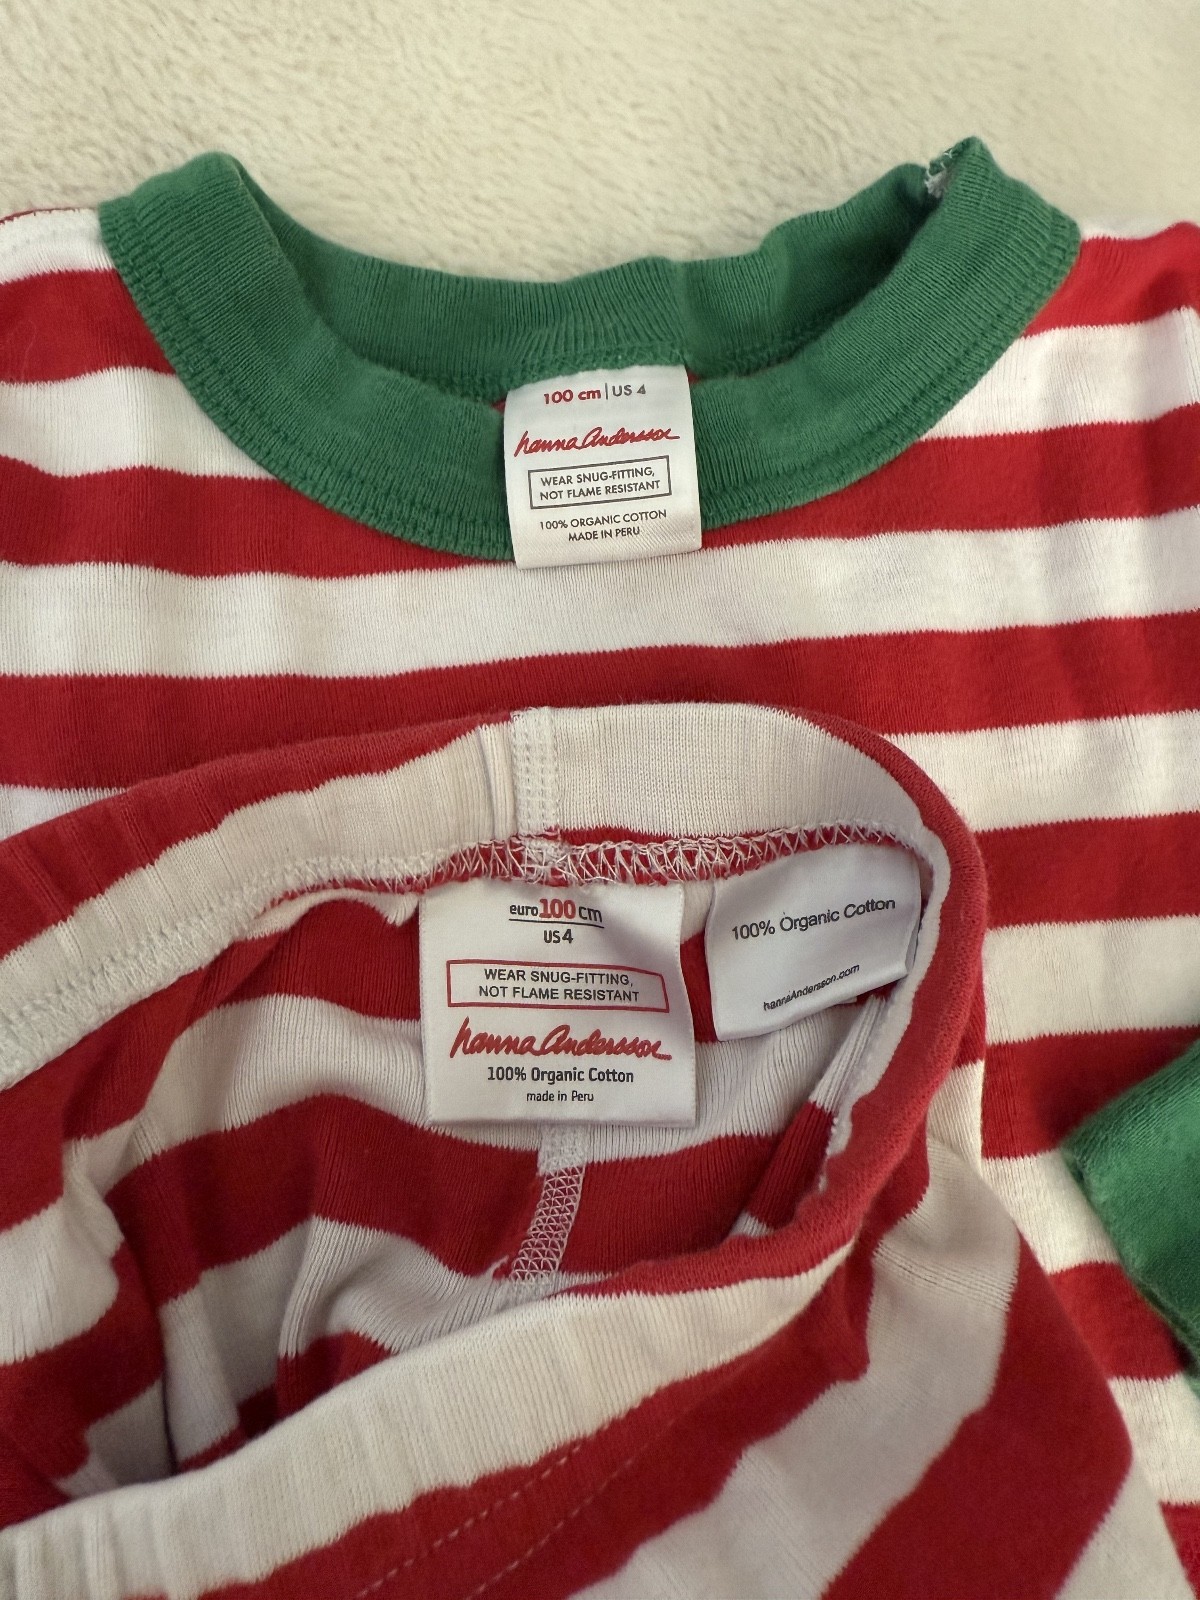 100 cm | US 4
hanna Andersson
WEAR SNUG-FITTING,
NOT FLAME RESISTANT
100% ORGANIC COTTON
MADE IN PERU
euro100cm
US4
WEAR SNUG-FITTING,
NOT FLAME RESISTANT
hanna Andersson
100% Organic Cotton
made in Peru
100% Organic Cotton
hannaAndersson.com